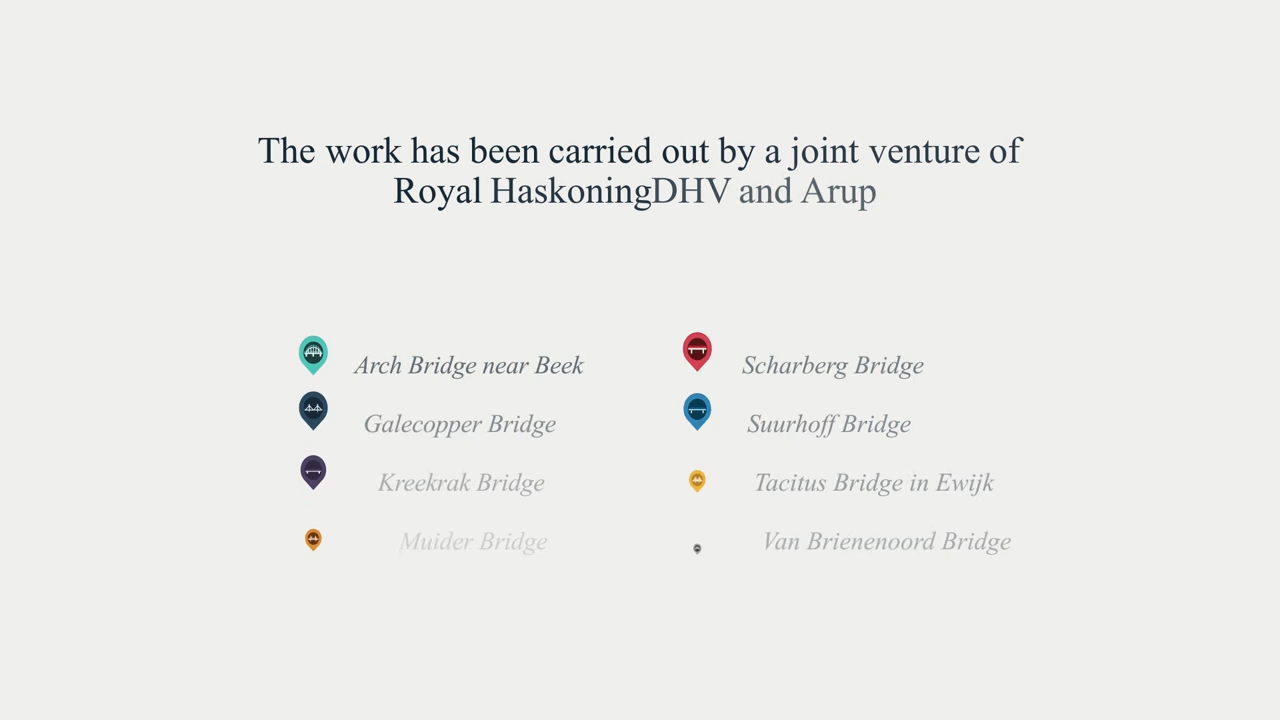 The work has been carried out by a joint venture of
Royal HaskoningDHV and Arup
Arch Bridge near Beek
Galecopper Bridge
Kreekrak Bridge
Muider Bridge
Scharberg Bridge
Suurhoff Bridge
Tacitus Bridge in Ewijk
Van Brienenoord Bridge